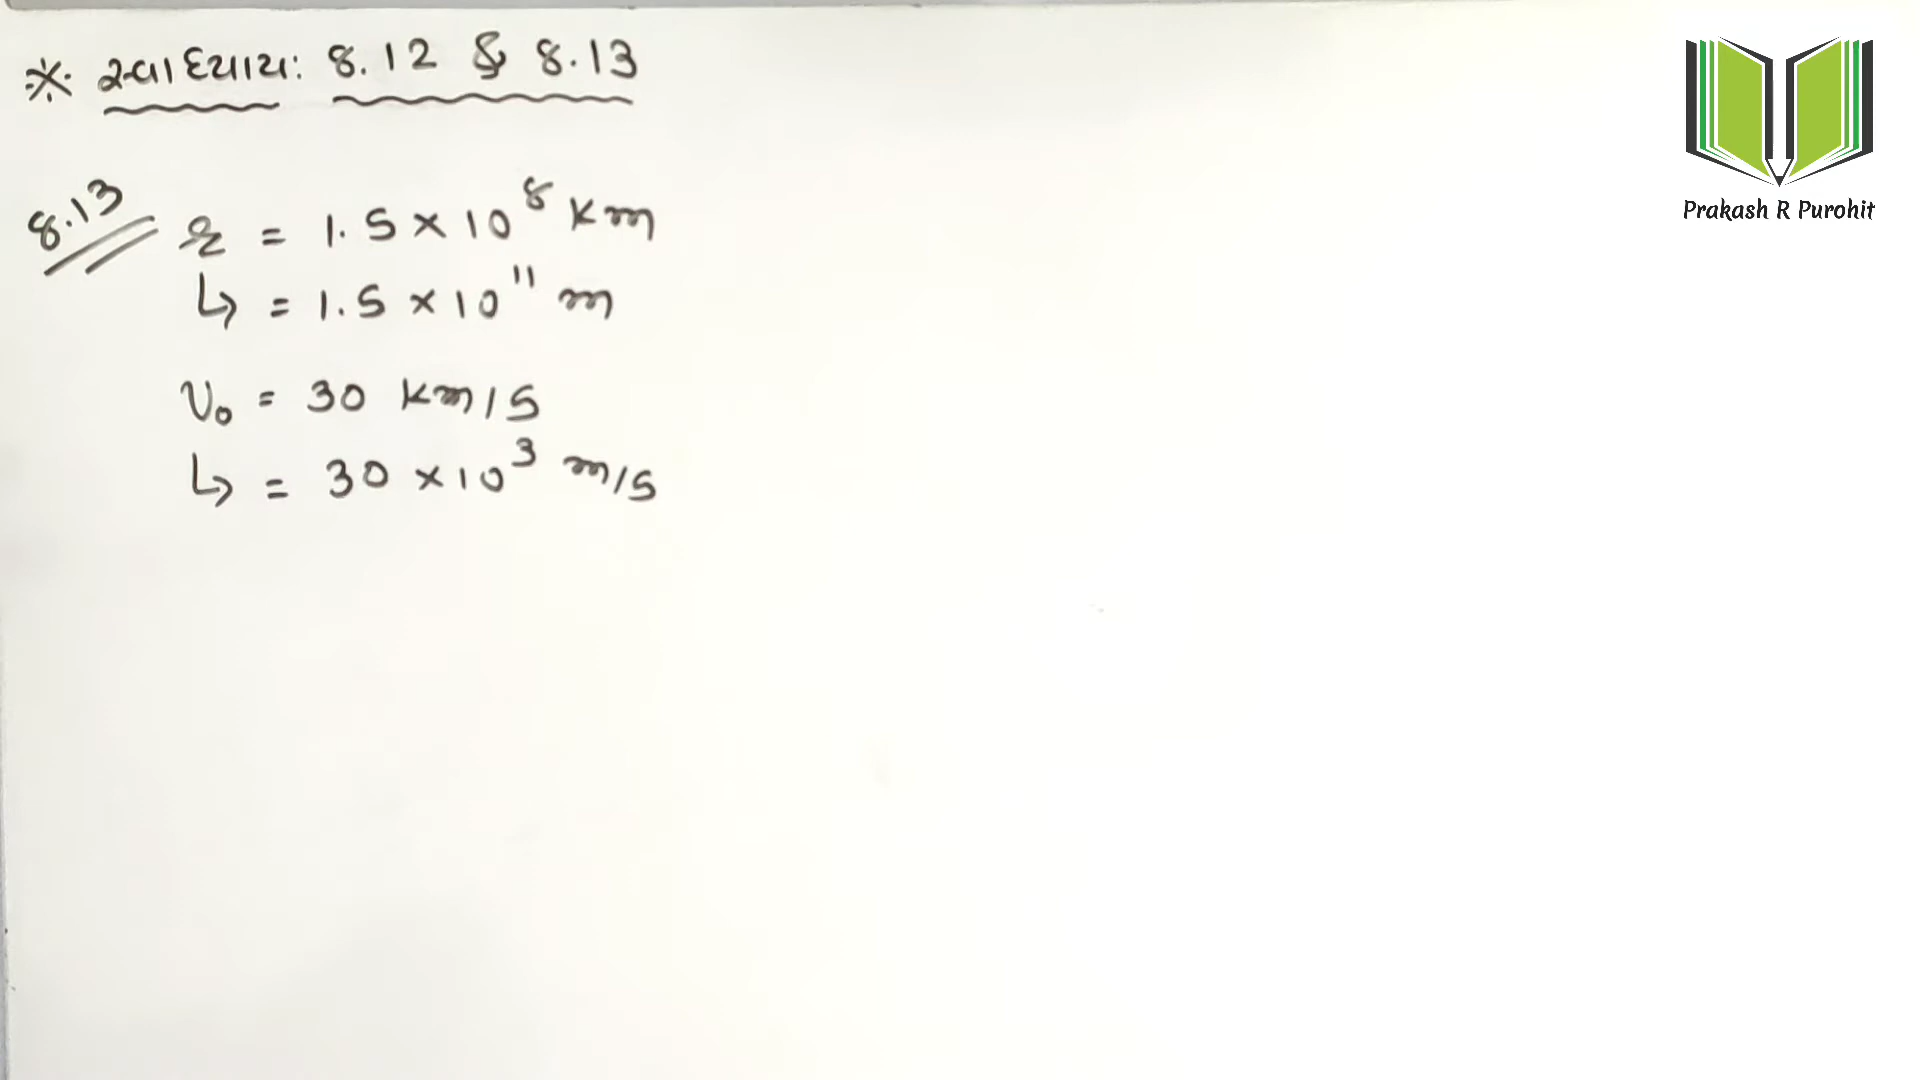 ※ સ્વાધ્યાય: 8.12 & 8.13
Prakash R Purohit
8.13 r = 1.5 × 10⁸ km
↳ = 1.5 × 10¹¹ m
v₀ = 30 km/s
↳ = 30 × 10³ m/s